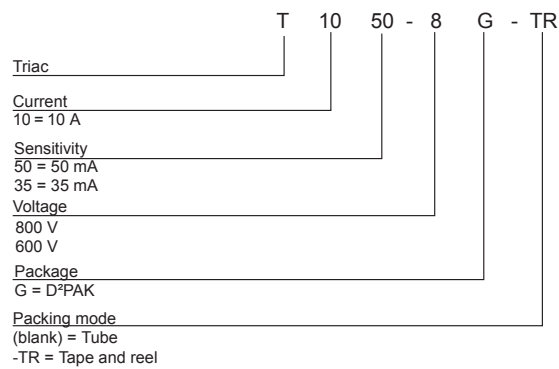 T 10 50 - 8 G - TR
Triac
Current
10 = 10 A
Sensitivity
50 = 50 mA
35 = 35 mA
Voltage
800 V
600 V
Package
G = D²PAK
Packing mode
(blank) = Tube
-TR = Tape and reel